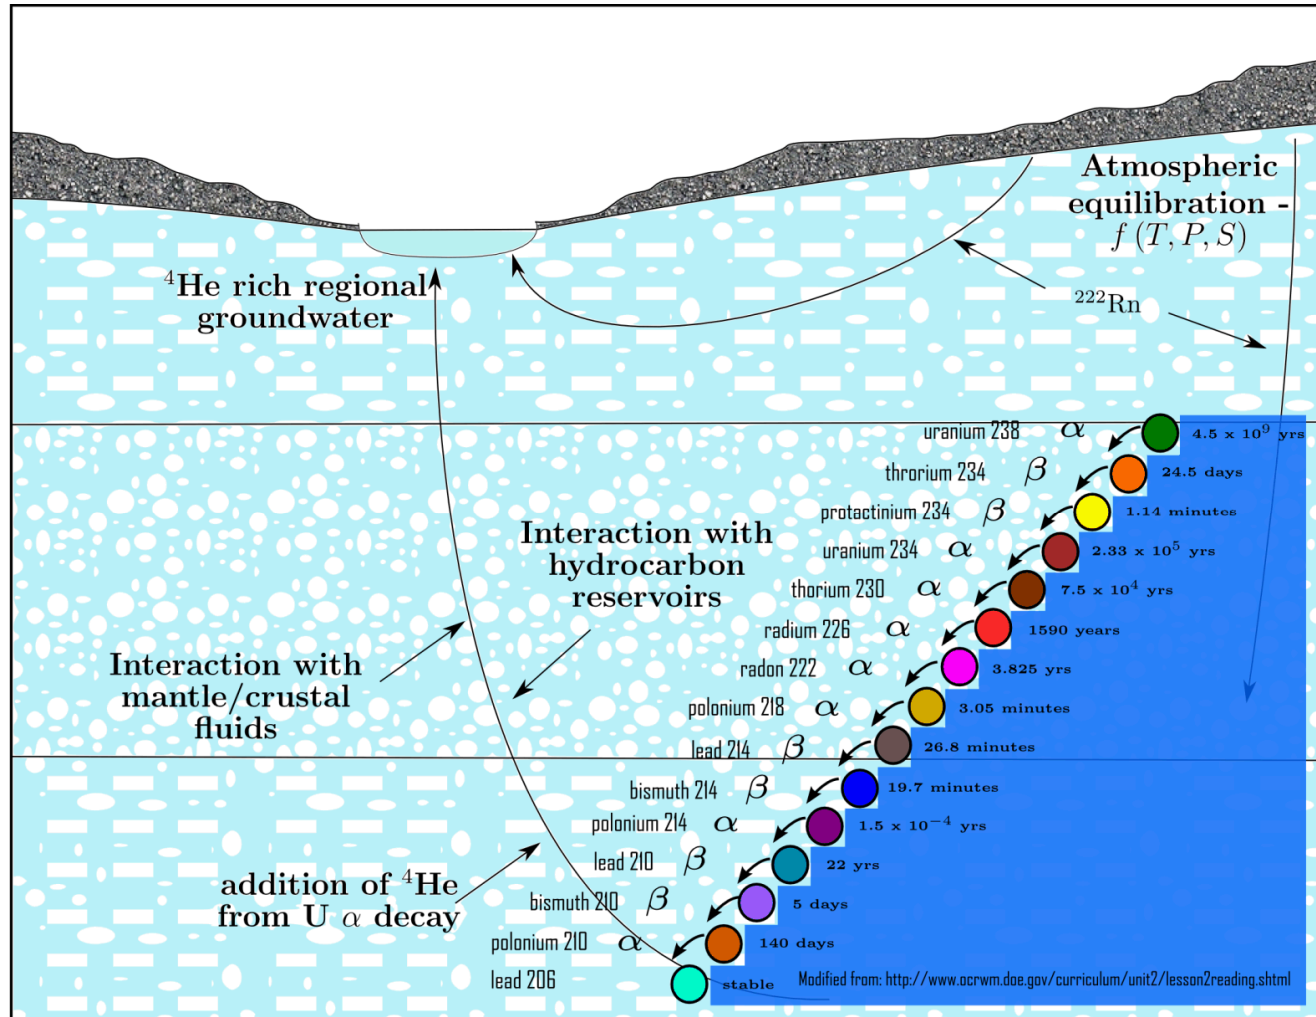 Atmospheric
equilibration -
f (T, P, S)
⁴He rich regional
groundwater
²²²Rn
uranium 238 α 4.5 x 10⁹ yrs
throrium 234 β 24.5 days
protactinium 234 β 1.14 minutes
uranium 234 α 2.33 x 10⁵ yrs
thorium 230 α 7.5 x 10⁴ yrs
radium 226 α 1590 years
radon 222 α 3.825 yrs
polonium 218 α 3.05 minutes
lead 214 β 26.8 minutes
bismuth 214 β 19.7 minutes
polonium 214 α 1.5 x 10⁻⁴ yrs
lead 210 β 22 yrs
bismuth 210 β 5 days
polonium 210 α 140 days
lead 206 stable
Interaction with
hydrocarbon
reservoirs
Interaction with
mantle/crustal
fluids
addition of ⁴He
from U α decay
Modified from: http://www.ocrwm.doe.gov/curriculum/unit2/lesson2reading.shtml